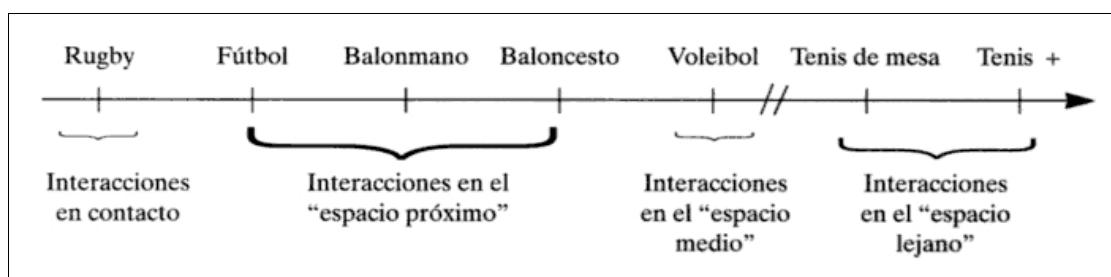 Rugby Fútbol Balonmano Baloncesto Voleibol Tenis de mesa Tenis +
Interacciones
en contacto
Interacciones en el
“espacio próximo”
Interacciones
en el “espacio
medio”
Interacciones
en el “espacio
lejano”